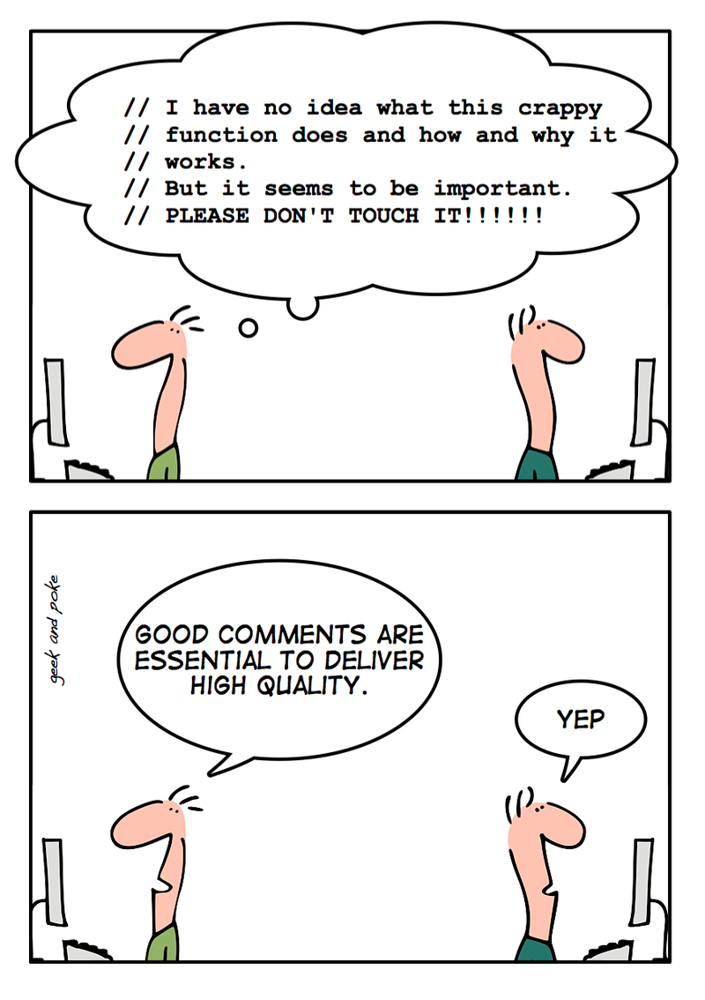 // I have no idea what this crappy
// function does and how and why it
// works.
// But it seems to be important.
// PLEASE DON'T TOUCH IT!!!!!!
geek and poke
GOOD COMMENTS ARE
ESSENTIAL TO DELIVER
HIGH QUALITY.
YEP